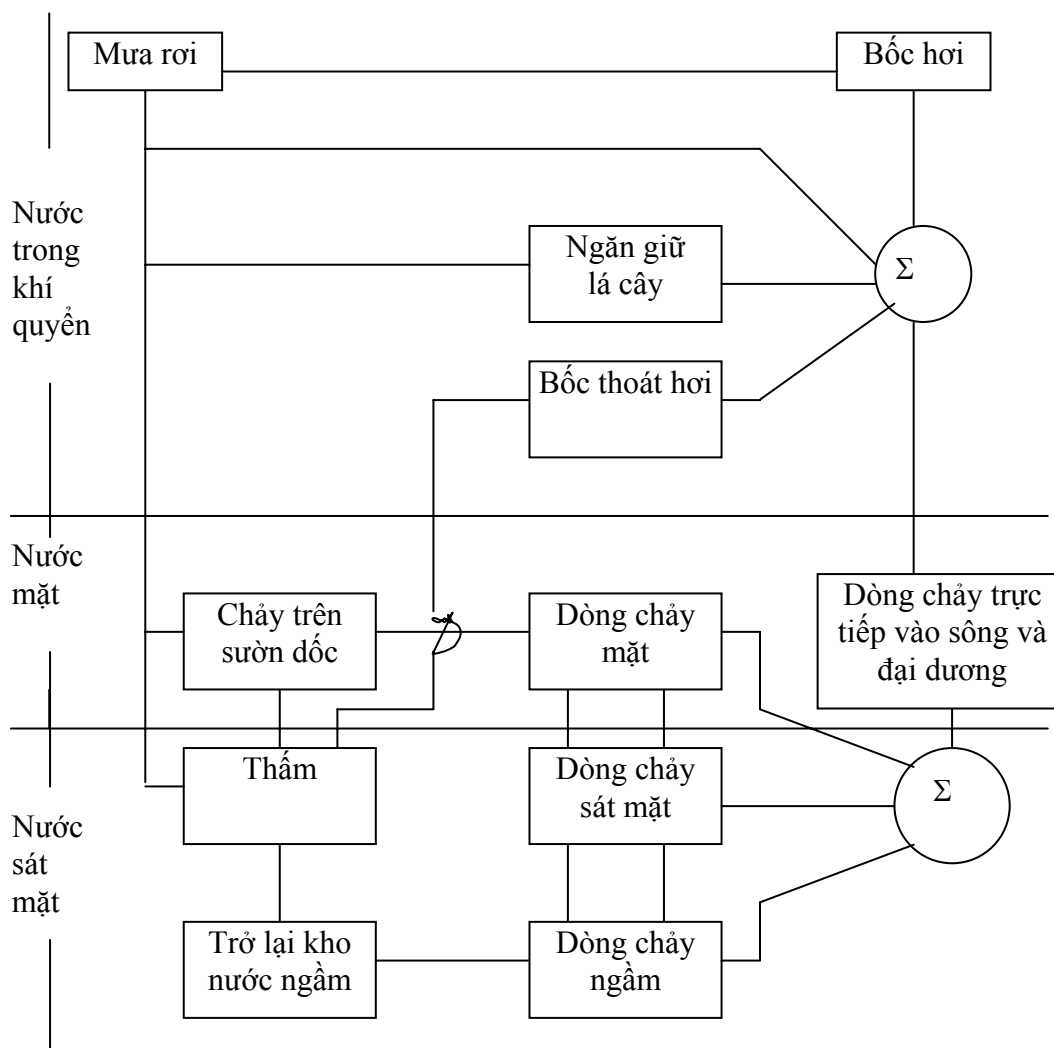 Mưa rơi
Bốc hơi
Nước
trong
khí
quyển
Ngăn giữ
lá cây
Σ
Bốc thoát hơi
Nước
mặt
Chảy trên
sườn dốc
Dòng chảy
mặt
Dòng chảy trực
tiếp vào sông và
đại dương
Nước
sát
mặt
Thấm
Dòng chảy
sát mặt
Σ
Trở lại kho
nước ngầm
Dòng chảy
ngầm